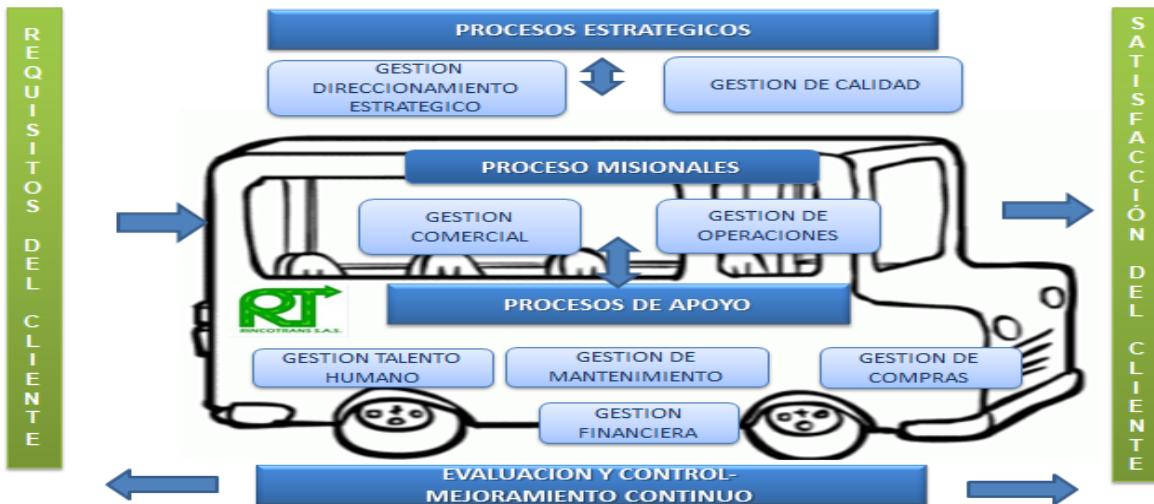 REQUISITOS DEL CLIENTE
PROCESOS ESTRATEGICOS
GESTION
DIRECCIONAMIENTO
ESTRATEGICO
GESTION DE CALIDAD
PROCESO MISIONALES
GESTION
COMERCIAL
GESTION DE
OPERACIONES
PROCESOS DE APOYO
RT
RINCOTRANS S.A.S.
GESTION TALENTO
HUMANO
GESTION DE
MANTENIMIENTO
GESTION DE
COMPRAS
GESTION
FINANCIERA
EVALUACION Y CONTROL-
MEJORAMIENTO CONTINUO
SATISFACCIÓN DEL CLIENTE